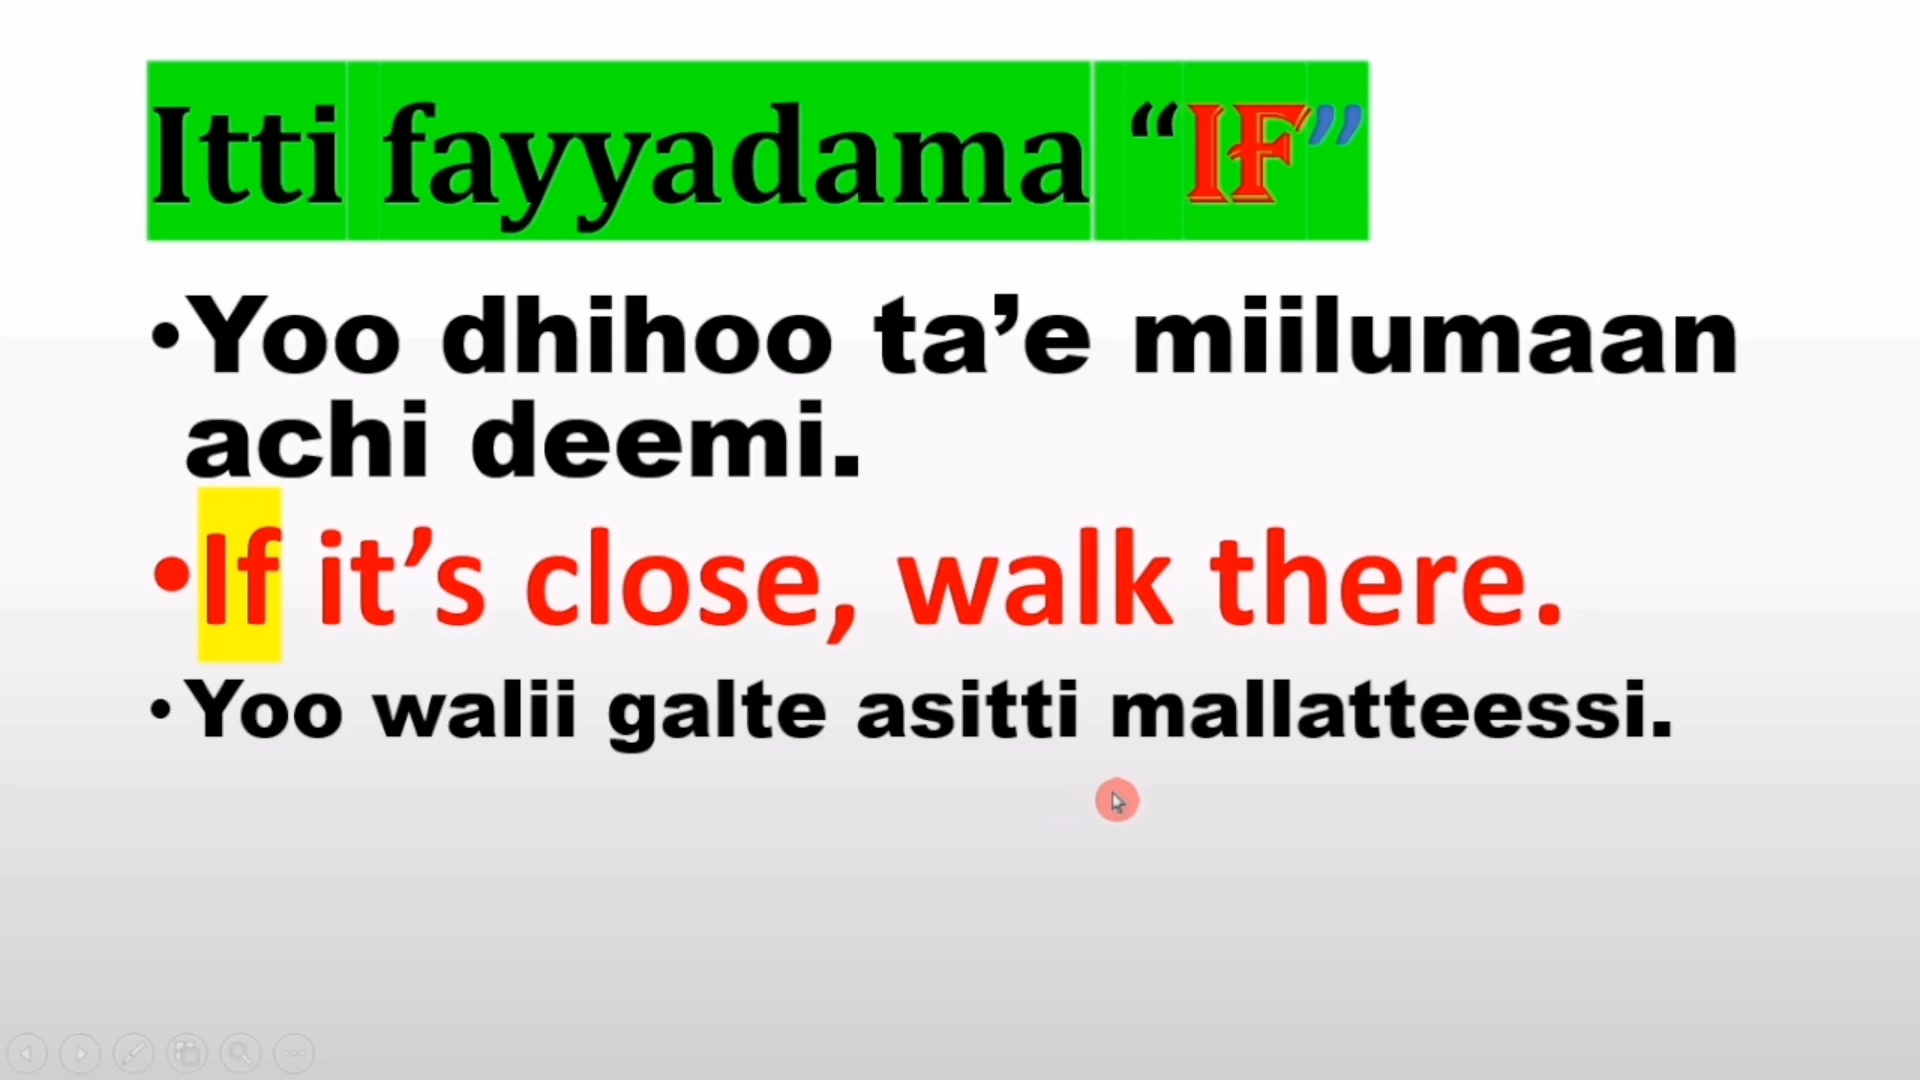 Itti fayyadama “IF”
•Yoo dhihoo ta’e miilumaan
achi deemi.
•If it’s close, walk there.
•Yoo walii galte asitti mallatteessi.